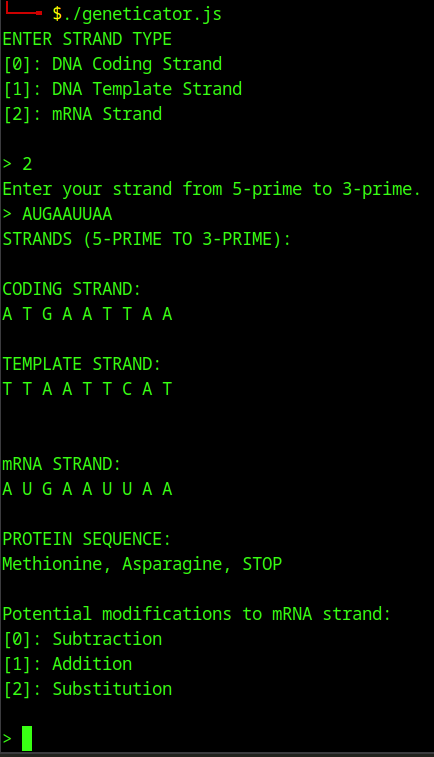 $./geneticator.js
ENTER STRAND TYPE
[0]: DNA Coding Strand
[1]: DNA Template Strand
[2]: mRNA Strand
> 2
Enter your strand from 5-prime to 3-prime.
> AUGAAUUAA
STRANDS (5-PRIME TO 3-PRIME):
CODING STRAND:
A T G A A T T A A
TEMPLATE STRAND:
T T A A T T C A T
mRNA STRAND:
A U G A A U U A A
PROTEIN SEQUENCE:
Methionine, Asparagine, STOP
Potential modifications to mRNA strand:
[0]: Subtraction
[1]: Addition
[2]: Substitution
>